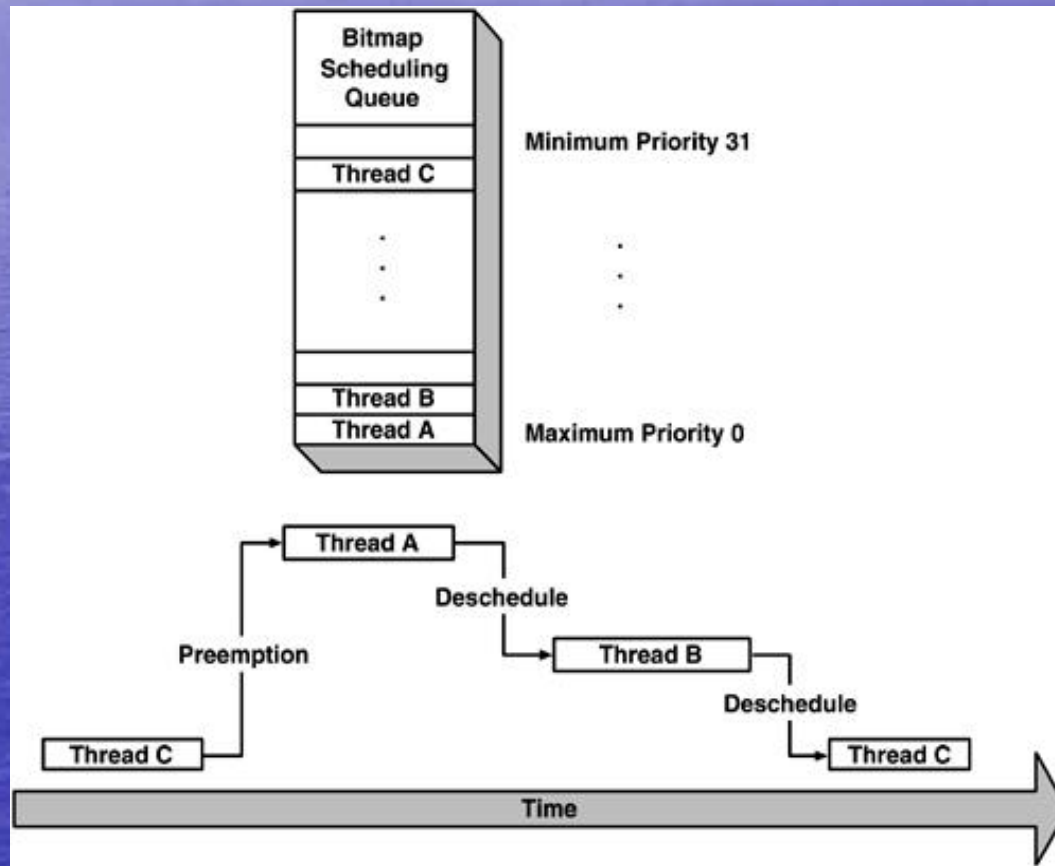 Bitmap
Scheduling
Queue
Minimum Priority 31
Thread C
Thread B
Thread A
Maximum Priority 0
Thread A
Deschedule
Preemption
Thread B
Deschedule
Thread C
Thread C
Time